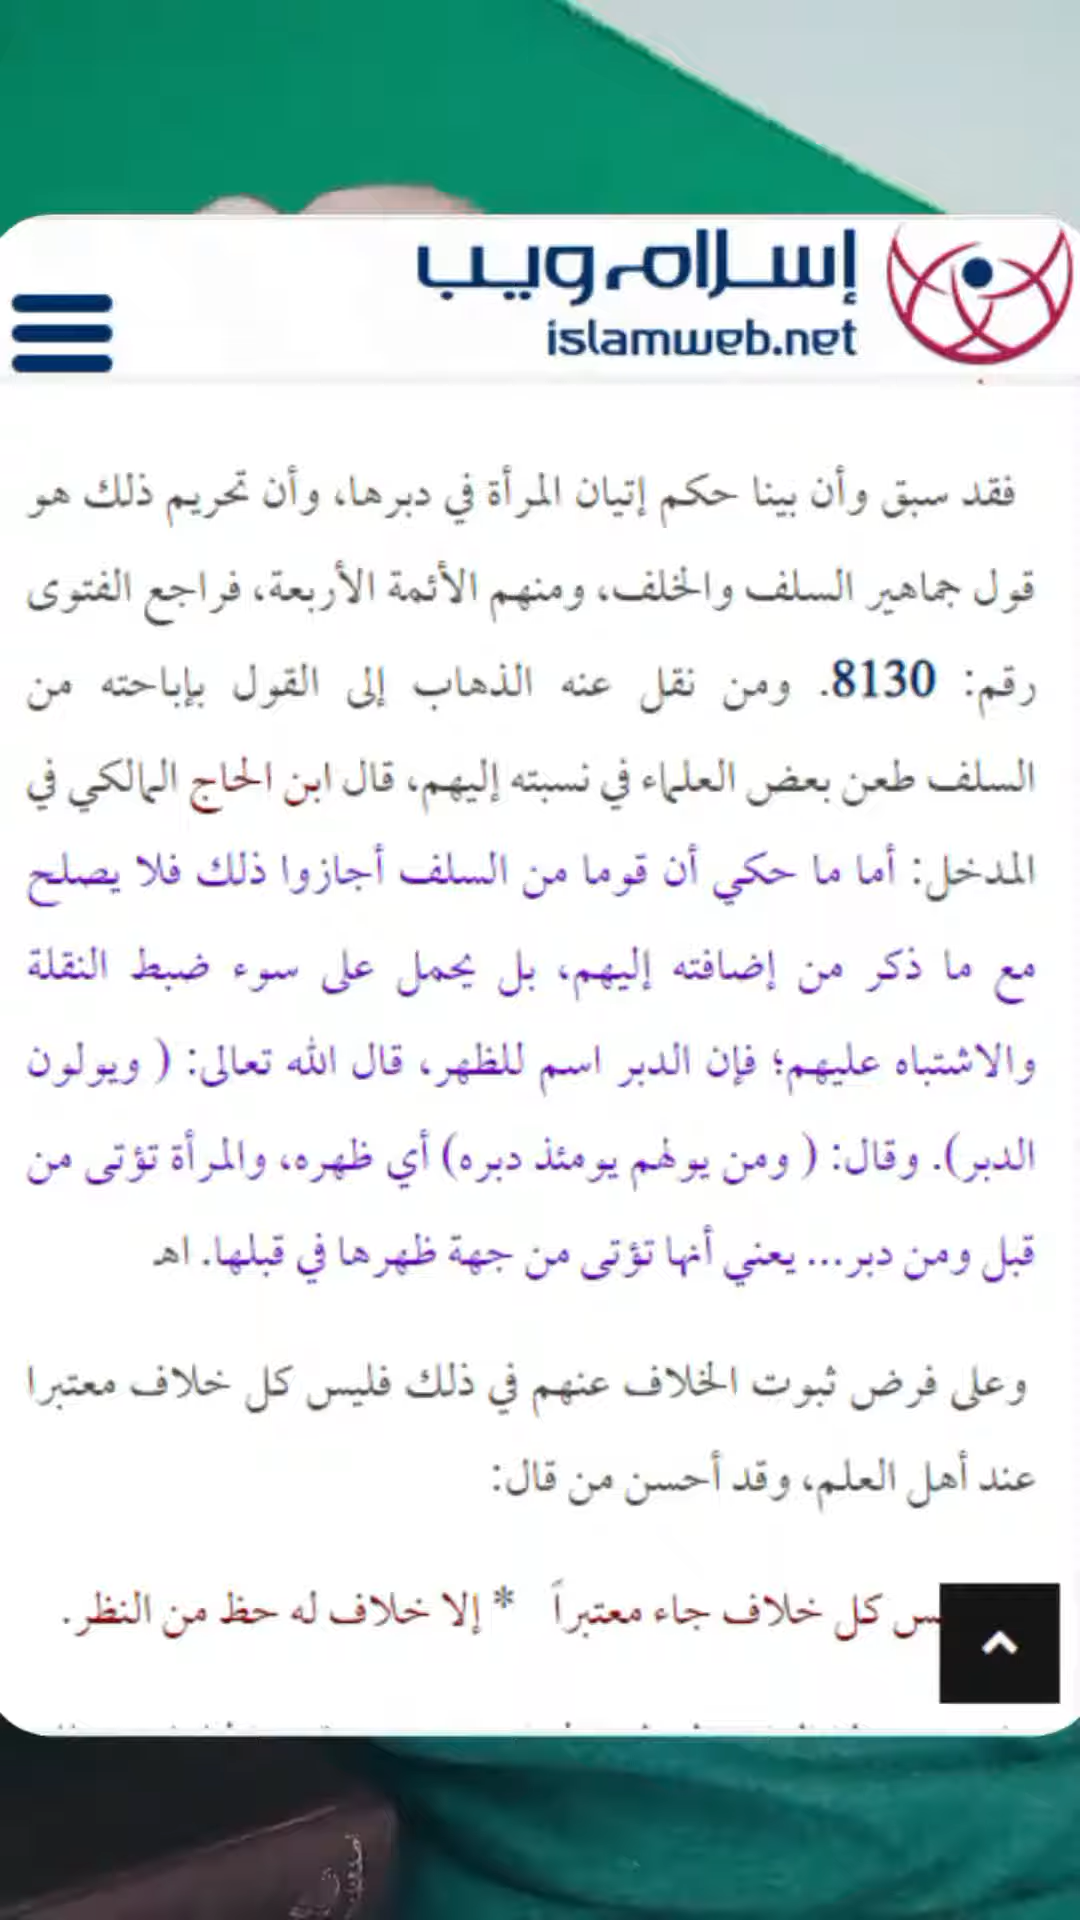 إسلام ويب
islamweb.net
فقد سبق وأن بينا حكم إتيان المرأة في دبرها، وأن تحريم ذلك هو
قول جماهير السلف والخلف، ومنهم الأئمة الأربعة، فراجع الفتوى
رقم: 8130. ومن نقل عنه الذهاب إلى القول بإباحته من
السلف طعن بعض العلماء في نسبته إليهم، قال ابن الحاج المالكي في
المدخل: أما ما حكي أن قوما من السلف أجازوا ذلك فلا يصلح
مع ما ذكر من إضافته إليهم، بل يحمل على سوء ضبط النقلة
والاشتباه عليهم؛ فإن الدبر اسم للظهر، قال الله تعالى: ( ويولون
الدبر). وقال: ( ومن يولهم يومئذ دبره) أي ظهره، والمرأة تؤتى من
قبل ومن دبر... يعني أنها تؤتى من جهة ظهرها في قبلها. اهـ
وعلى فرض ثبوت الخلاف عنهم في ذلك فليس كل خلاف معتبرا
عند أهل العلم، وقد أحسن من قال:
كل خلاف جاء معتبراً * إلا خلاف له حظ من النظر.